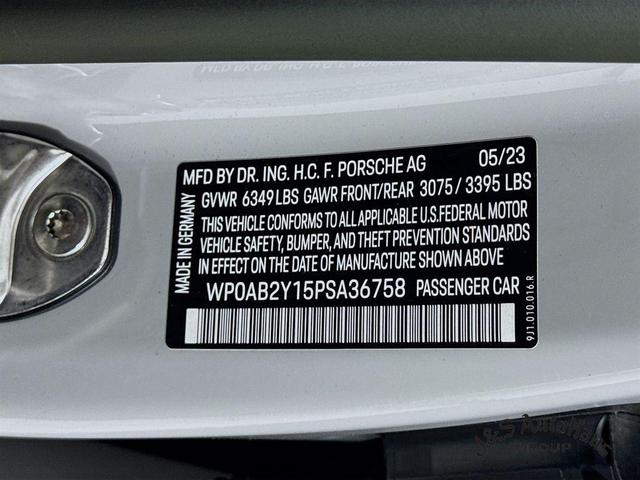 MFD BY DR. ING. H.C. F. PORSCHE AG 05/23
GVWR 6349 LBS GAWR FRONT/REAR 3075 / 3395 LBS
THIS VEHICLE CONFORMS TO ALL APPLICABLE U.S.FEDERAL MOTOR
VEHICLE SAFETY, BUMPER, AND THEFT PREVENTION STANDARDS
IN EFFECT ON THE DATE OF MANUFACTURE SHOWN ABOVE.
WP0AB2Y15PSA36758 PASSENGER CAR
MADE IN GERMANY
9J1.010.016.R
GROUP